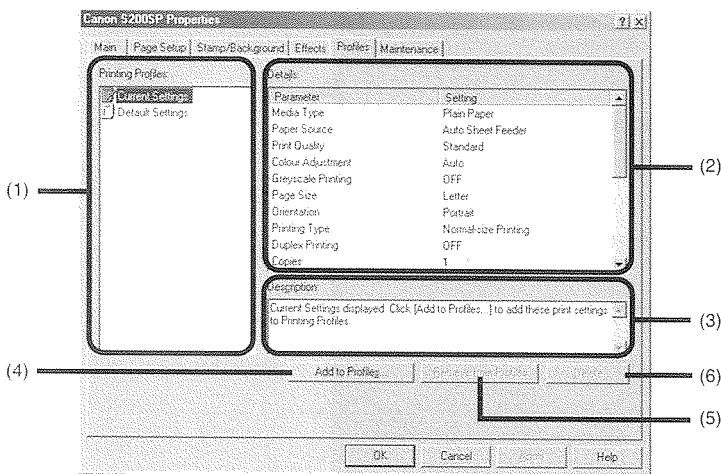 Canon S200SP Properties
Main Page Setup Stamp/Background Effects Profiles Maintenance
Printing Profiles:
Current Settings
Default Settings
Details:
Parameter Setting
Media Type Plain Paper
Paper Source Auto Sheet Feeder
Print Quality Standard
Colour Adjustment Auto
Greyscale Printing OFF
Page Size Letter
Orientation Portrait
Printing Type Normal-size Printing
Duplex Printing OFF
Copies 1
Description:
Current Settings displayed. Click [Add to Profiles...] to add these print settings
to Printing Profiles.
Add to Profiles...
OK Cancel Help
(1)
(2)
(3)
(4)
(5)
(6)